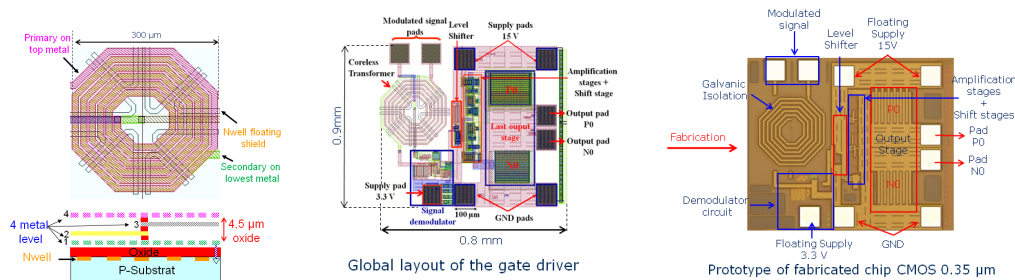 300 µm
Primary on
top metal
Nwell floating
shield
Secondary on
lowest metal
4 metal
level
4
3
2
1
4,5 µm
oxide
Oxide
Nwell
P-Substrat
Modulated signal
pads
Level
Shifter
Supply pads
15 V
Coreless
Transformer
Amplification
stages +
Shift stage
P0
Output pad
P0
Last ouput
stage
Output pad
N0
N0
0.9mm
Supply pad
3.3 V
Signal
demodulator
100 µm
GND pads
0.8 mm
Global layout of the gate driver
Fabrication
Modulated
signal
Level
Shifter
Floating
Supply
15V
Galvanic
Isolation
Amplification
stages
+
Shift stages
P0
Output
Stage
Pad
P0
Pad
N0
N0
Demodulator
circuit
Floating Supply
3.3 V
GND
Prototype of fabricated chip CMOS 0.35 µm